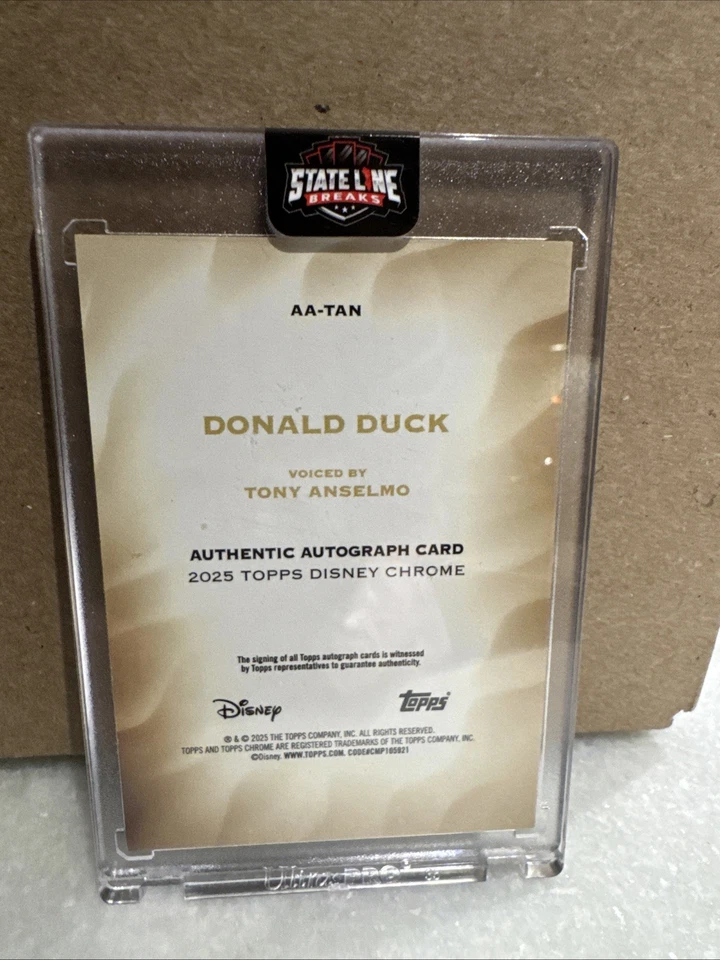 STATE LINE
BREAKS
AA-TAN
DONALD DUCK
VOICED BY
TONY ANSELMO
AUTHENTIC AUTOGRAPH CARD
2025 TOPPS DISNEY CHROME
The signing of all Topps autograph cards is witnessed
by Topps representatives to guarantee authenticity.
Disney topps®
® & © 2025 THE TOPPS COMPANY, INC. ALL RIGHTS RESERVED.
TOPPS AND TOPPS CHROME ARE REGISTERED TRADEMARKS OF THE TOPPS COMPANY, INC.
©Disney. WWW.TOPPS.COM. CODE#CMP105921
Ultra PRO